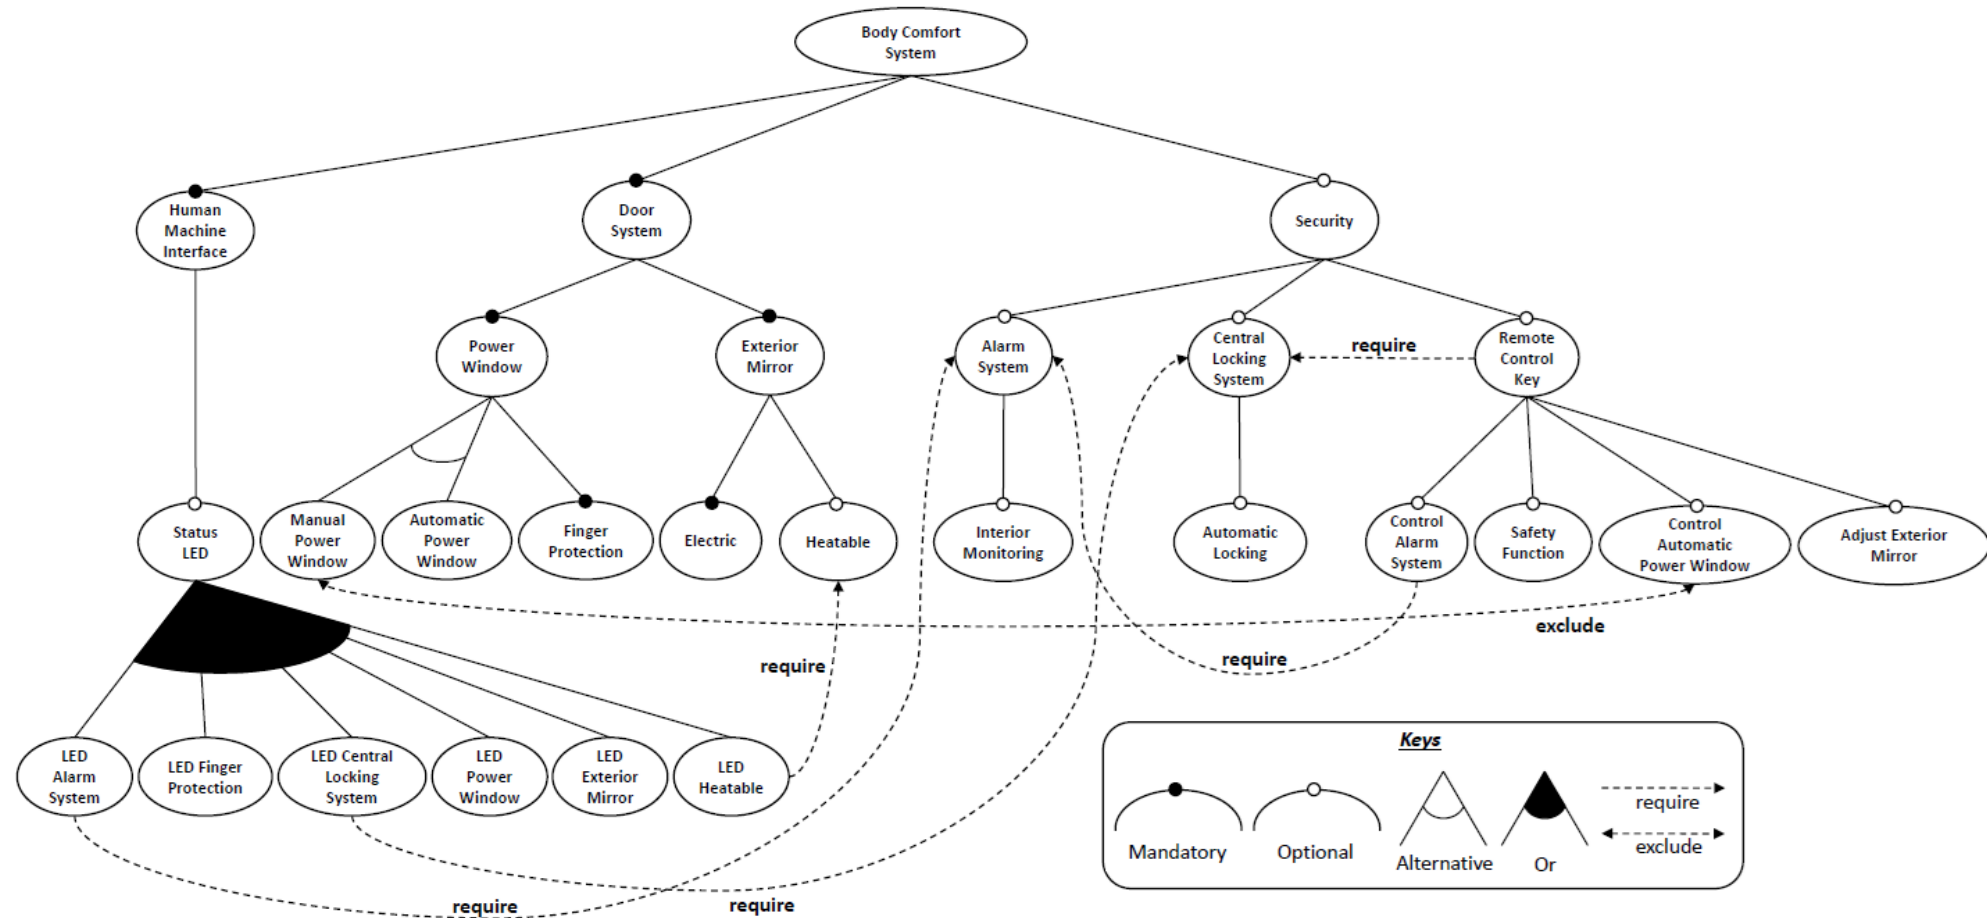 Body Comfort
System
Human
Machine
Interface
Door
System
Security
Power
Window
Exterior
Mirror
Alarm
System
Central
Locking
System
require
Remote
Control
Key
Status
LED
Manual
Power
Window
Automatic
Power
Window
Finger
Protection
Electric
Heatable
Interior
Monitoring
Automatic
Locking
Control
Alarm
System
Safety
Function
Control
Automatic
Power Window
Adjust Exterior
Mirror
exclude
require
require
LED
Alarm
System
LED Finger
Protection
LED Central
Locking
System
LED
Power
Window
LED
Exterior
Mirror
LED
Heatable
require
require
Keys
Mandatory
Optional
Alternative
Or
require
exclude